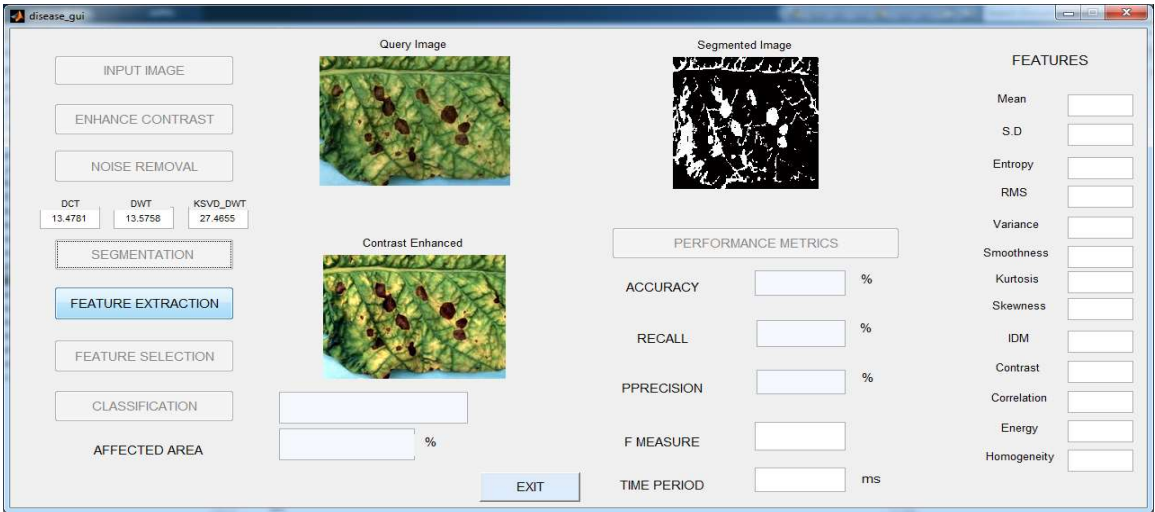 disease_gui
INPUT IMAGE
ENHANCE CONTRAST
NOISE REMOVAL
DCT DWT KSVD_DWT
13.4781 13.5758 27.4655
SEGMENTATION
FEATURE EXTRACTION
FEATURE SELECTION
CLASSIFICATION
AFFECTED AREA %
Query Image
Contrast Enhanced
EXIT
Segmented Image
PERFORMANCE METRICS
ACCURACY %
RECALL %
PPRECISION %
F MEASURE
TIME PERIOD ms
FEATURES
Mean
S.D
Entropy
RMS
Variance
Smoothness
Kurtosis
Skewness
IDM
Contrast
Correlation
Energy
Homogeneity